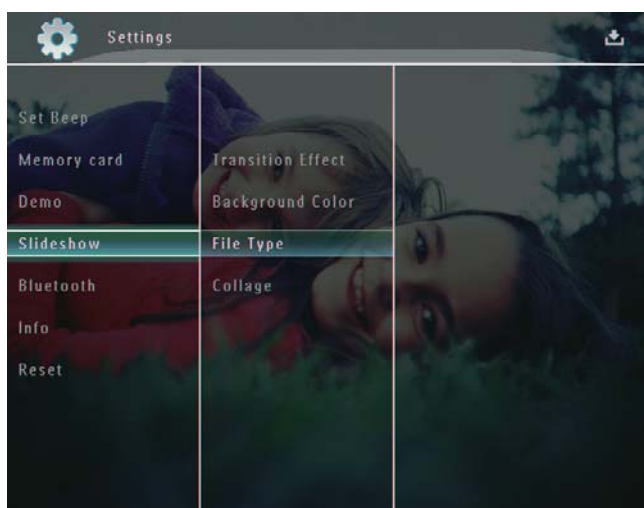 Settings
Set Beep
Memory card
Demo
Slideshow
Bluetooth
Info
Reset
Transition Effect
Background Color
File Type
Collage